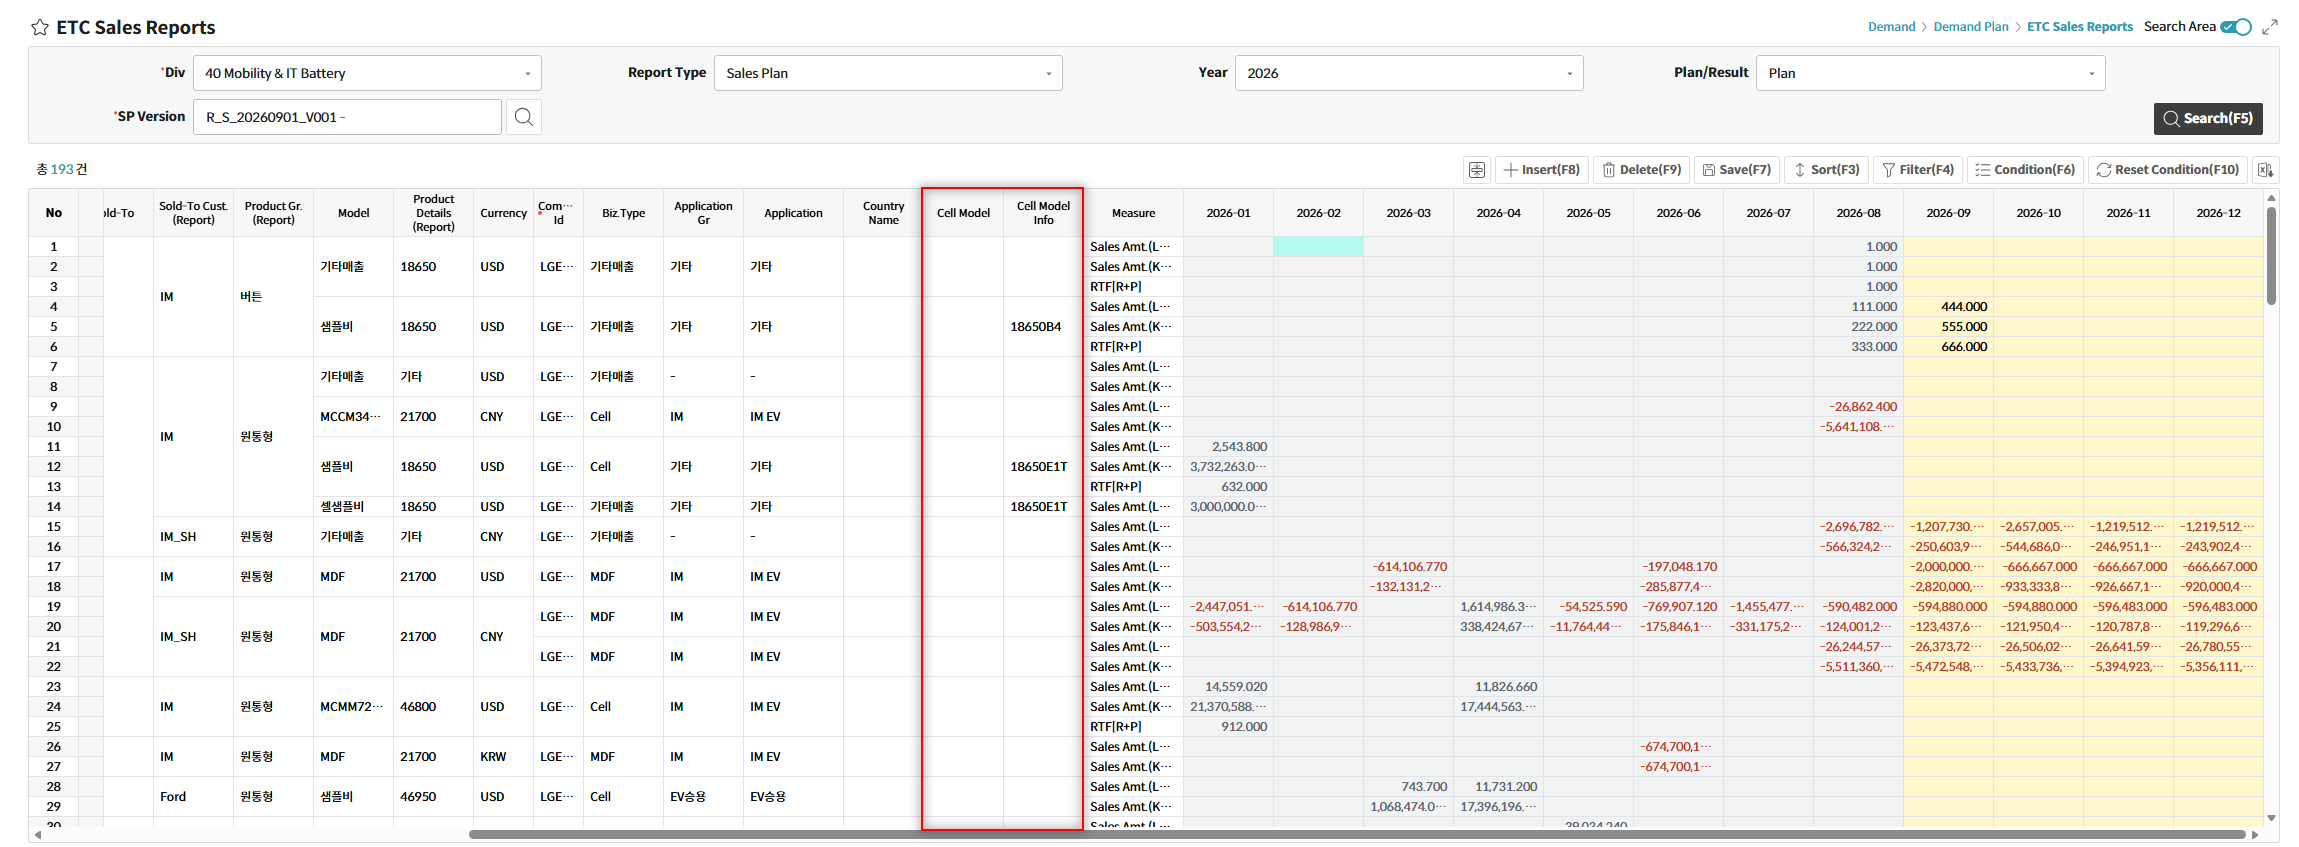 ETC Sales Reports
Demand > Demand Plan > ETC Sales Reports Search Area
*Div 40 Mobility & IT Battery Report Type Sales Plan Year 2026 Plan/Result Plan
*SP Version R_S_20260901_V001 - Search(F5)
총 193 건 Insert(F8) Delete(F9) Save(F7) Sort(F3) Filter(F4) Condition(F6) Reset Condition(F10)
No Sold-To Cust. (Report) Product Gr. (Report) Model Product Details (Report) Currency Com··· Id Biz.Type Application Gr Application Country Name Cell Model Cell Model Info Measure 2026-01 2026-02 2026-03 2026-04 2026-05 2026-06 2026-07 2026-08 2026-09 2026-10 2026-11 2026-12
1 Sales Amt.(L··· 1.000
2 IM 버튼 기타매출 18650 USD LGE··· 기타매출 기타 기타 Sales Amt.(K··· 1.000
3 RTF[R+P] 1.000
4 Sales Amt.(L··· 111.000 444.000
5 샘플비 18650 USD LGE··· 기타매출 기타 기타 18650B4 Sales Amt.(K··· 222.000 555.000
6 RTF[R+P] 333.000 666.000
7 기타매출 기타 USD LGE··· 기타매출 - - Sales Amt.(L···
8 Sales Amt.(K···
9 MCCM34··· 21700 CNY LGE··· Cell IM IM EV Sales Amt.(L··· -26,862.400
10 IM 원통형 Sales Amt.(K··· -5,641,108.···
11 Sales Amt.(L··· 2,543.800
12 샘플비 18650 USD LGE··· Cell 기타 기타 18650E1T Sales Amt.(K··· 3,732,263.0···
13 RTF[R+P] 632.000
14 셀샘플비 18650 USD LGE··· 기타매출 기타 기타 18650E1T Sales Amt.(L··· 3,000,000.0···
15 IM_SH 원통형 기타매출 기타 CNY LGE··· 기타매출 - - Sales Amt.(L··· -2,696,782.··· -1,207,730.··· -2,657,005.··· -1,219,512.··· -1,219,512.···
16 Sales Amt.(K··· -566,324,2··· -250,603,9··· -544,686,0··· -246,951,1··· -243,902,4···
17 IM 원통형 MDF 21700 USD LGE··· MDF IM IM EV Sales Amt.(L··· -614,106.770 -197,048.170 -2,000,000.··· -666,667.000 -666,667.000 -666,667.000
18 Sales Amt.(K··· -132,131,2··· -285,877,4··· -2,820,000,··· -933,333,8··· -926,667,1··· -920,000,4···
19 LGE··· MDF IM IM EV Sales Amt.(L··· -2,447,051.··· -614,106.770 1,614,986.3··· -54,525.590 -769,907.120 -1,455,477.··· -590,482.000 -594,880.000 -594,880.000 -596,483.000 -596,483.000
20 IM_SH 원통형 MDF 21700 CNY Sales Amt.(K··· -503,554,2··· -128,986,9··· 338,424,67··· -11,764,44··· -175,846,1··· -331,175,2··· -124,001,2··· -123,437,6··· -121,950,4··· -120,787,8··· -119,296,6···
21 LGE··· MDF IM IM EV Sales Amt.(L··· -26,244,57··· -26,373,72··· -26,506,02··· -26,641,59··· -26,780,55···
22 Sales Amt.(K··· -5,511,360,··· -5,472,548,··· -5,433,736,··· -5,394,923,··· -5,356,111,···
23 Sales Amt.(L··· 14,559.020 11,826.660
24 IM 원통형 MCMM72··· 46800 USD LGE··· Cell IM IM EV Sales Amt.(K··· 21,370,588.··· 17,444,563.···
25 RTF[R+P] 912.000
26 IM 원통형 MDF 21700 KRW LGE··· MDF IM IM EV Sales Amt.(L··· -674,700,1···
27 Sales Amt.(K··· -674,700,1···
28 Ford 원통형 샘플비 46950 USD LGE··· Cell EV승용 EV승용 Sales Amt.(L··· 743.700 11,731.200
29 Sales Amt.(K··· 1,068,474.0··· 17,396,196.···
30 Sales Amt.(L··· 39,034.240